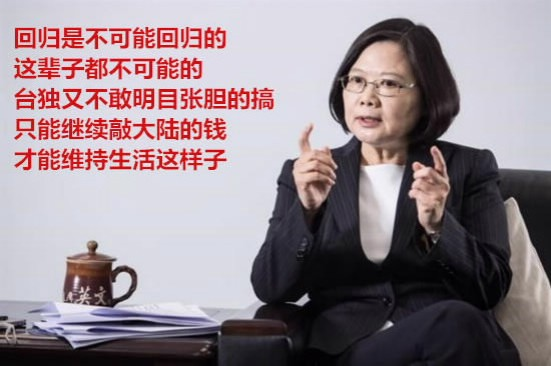 回归是不可能回归的
这辈子都不可能的
台独又不敢明目张胆的搞
只能继续敲大陆的钱
才能维持生活这样子
英文